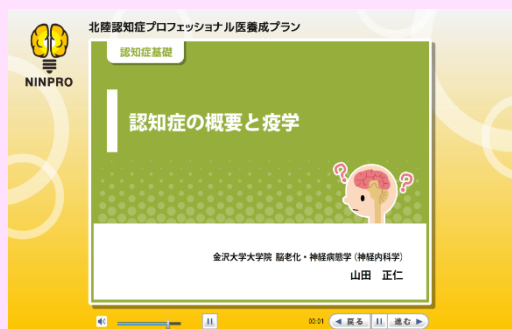 北陸認知症プロフェッショナル医養成プラン
NINPRO
認知症基礎
認知症の概要と疫学
? ?
金沢大学大学院 脳老化・神経病態学（神経内科学）
山田 正仁
00:01 ◀ 戻る 進む ▶